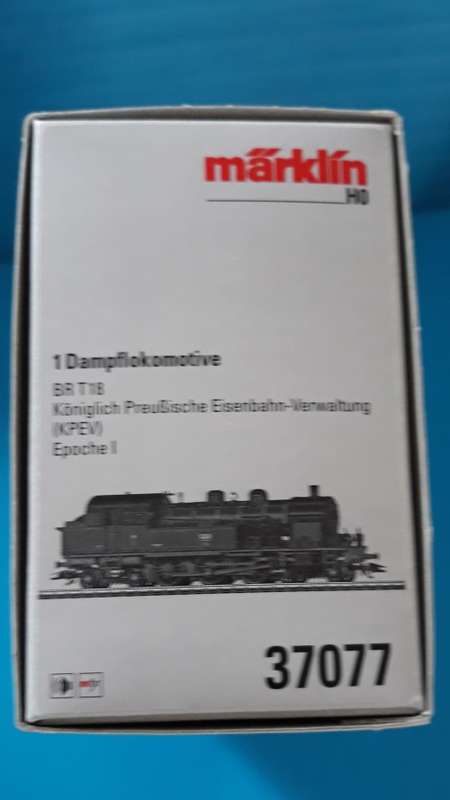 märklin
H0
1 Dampflokomotive
BR T18
Königlich Preußische Eisenbahn-Verwaltung
(KPEV)
Epoche I
37077